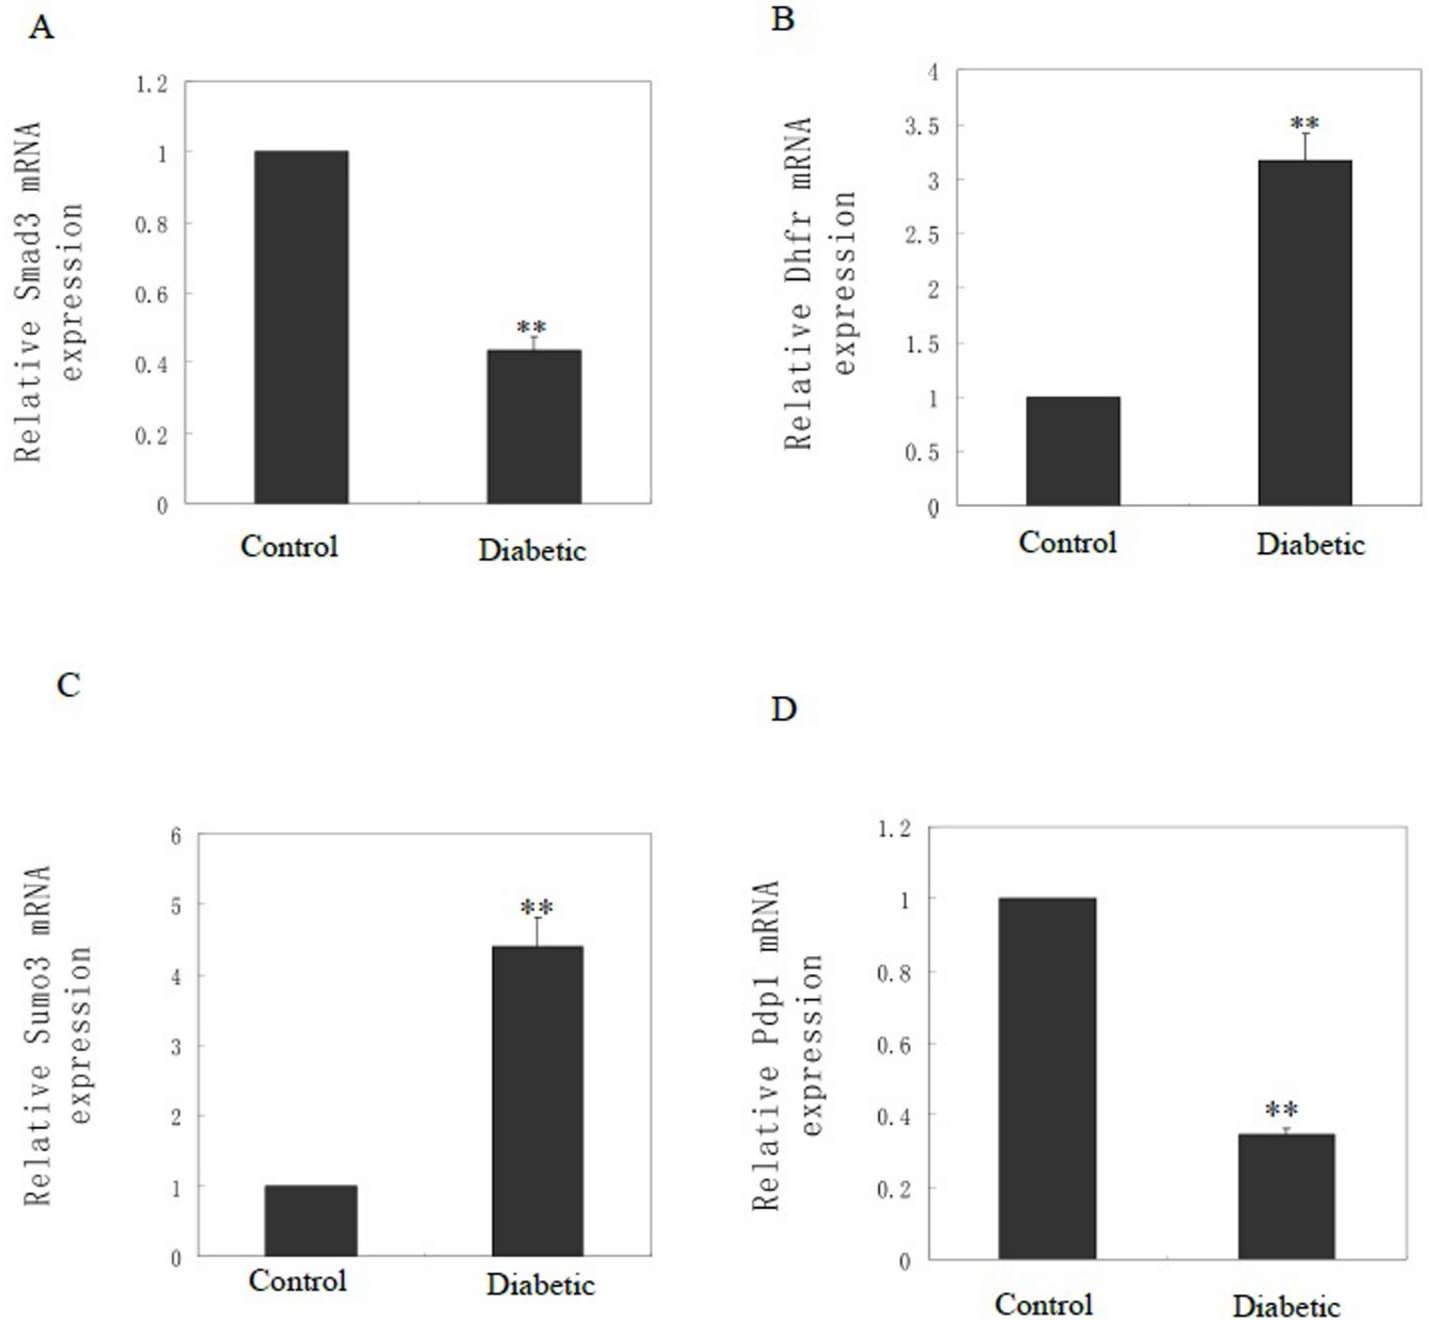 A
Relative Smad3 mRNA
expression
1.2
1
0.8
0.6
0.4
0.2
0
**
Control
Diabetic
B
Relative Dhfr mRNA
expression
4
3.5
3
2.5
2
1.5
1
0.5
0
**
Control
Diabetic
C
Relative Sumo3 mRNA
expression
6
5
4
3
2
1
0
**
Control
Diabetic
D
Relative Pdp1 mRNA
expression
1.2
1
0.8
0.6
0.4
0.2
0
**
Control
Diabetic